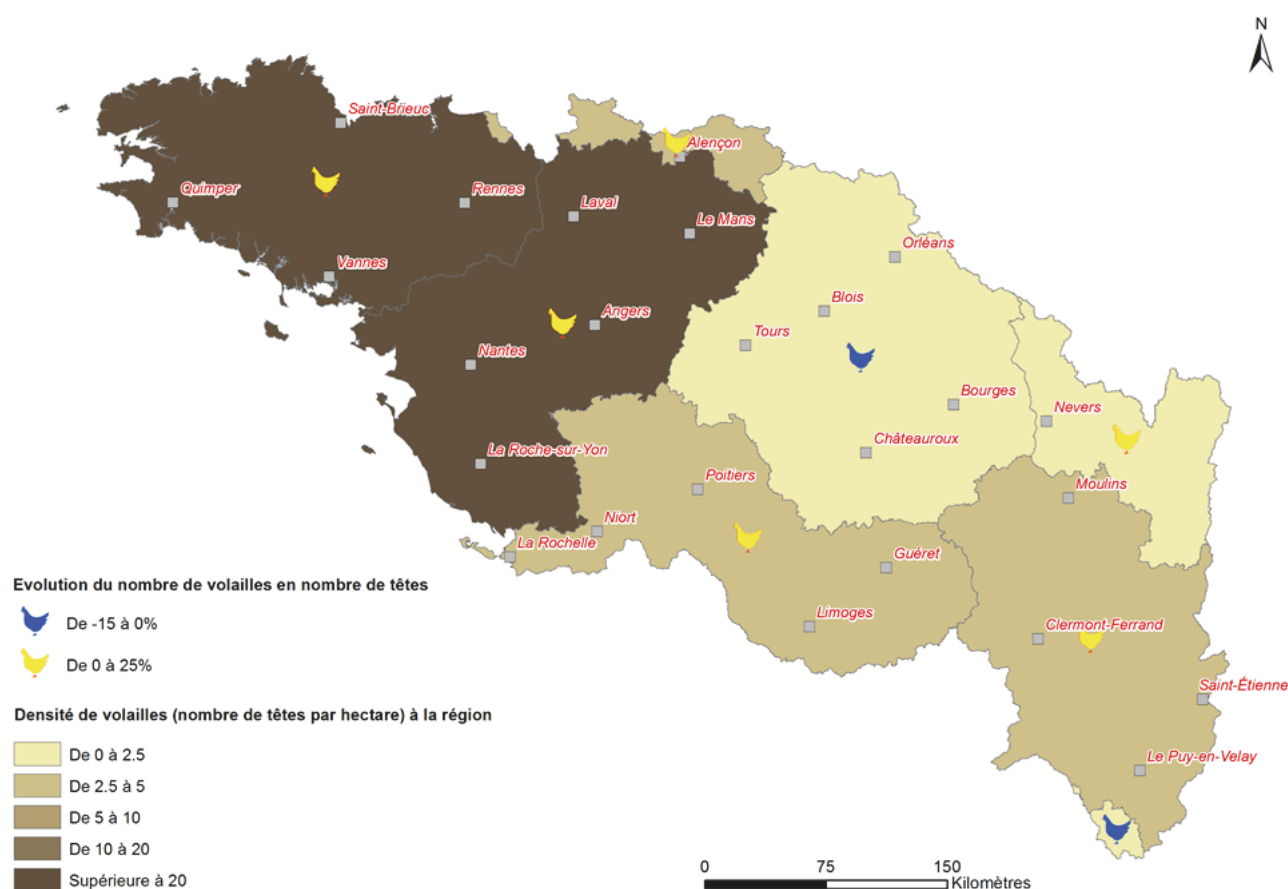 N
Saint-Brieuc
Alençon
Quimper
Rennes
Laval
Le Mans
Orléans
Vannes
Blois
Angers
Tours
Nantes
Bourges
Nevers
Châteauroux
La Roche-sur-Yon
Poitiers
Moulins
Niort
La Rochelle
Guéret
Limoges
Clermont-Ferrand
Saint-Étienne
Le Puy-en-Velay
Evolution du nombre de volailles en nombre de têtes
De -15 à 0%
De 0 à 25%
Densité de volailles (nombre de têtes par hectare) à la région
De 0 à 2.5
De 2.5 à 5
De 5 à 10
De 10 à 20
Supérieure à 20
0 75 150
Kilomètres